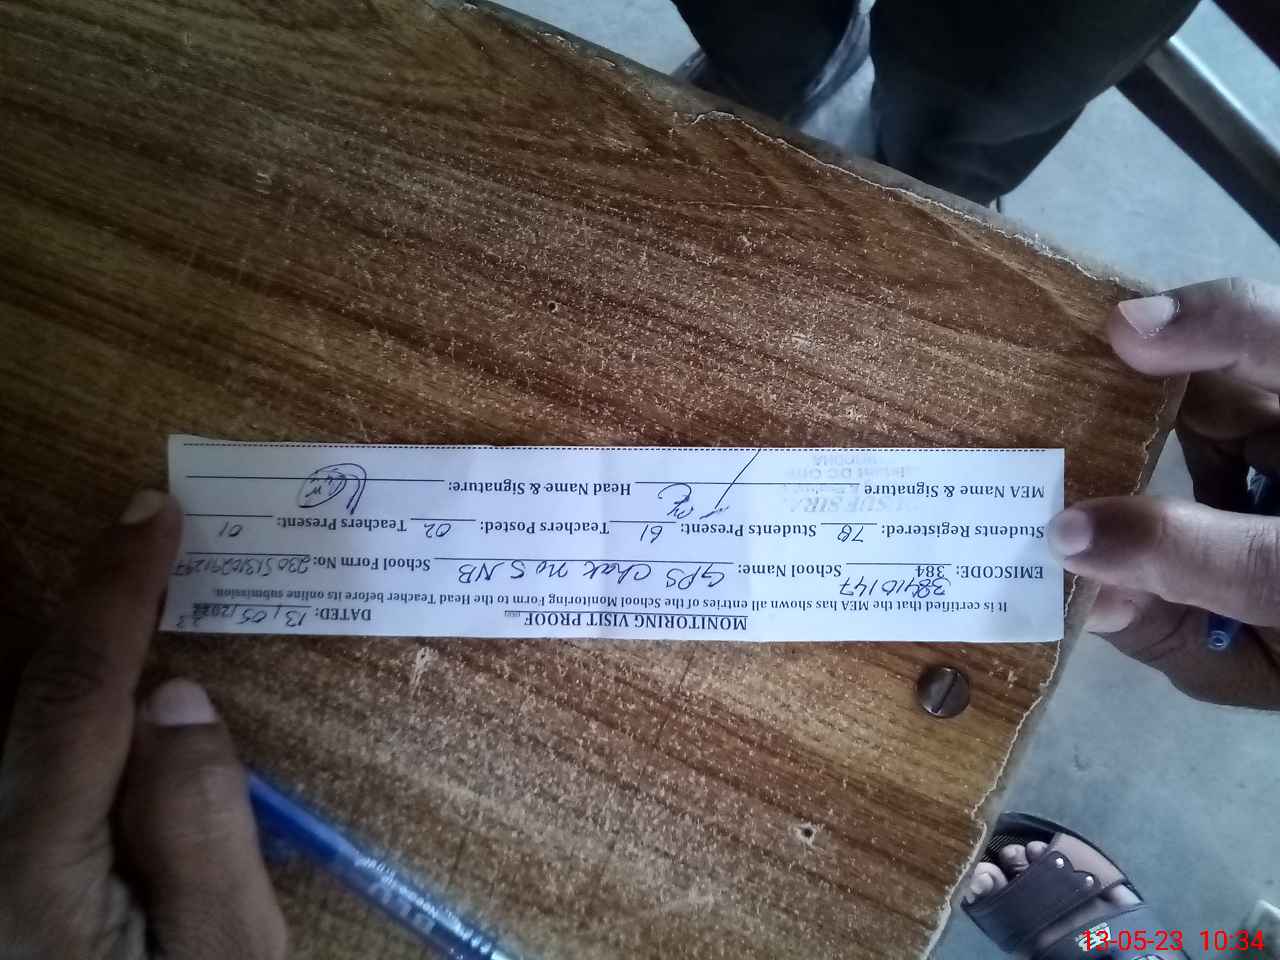 MONITORING VISIT PROOF DATED: 13/05/2023
It is certified that the MEA has shown all entries of the School Monitoring Form to the Head Teacher before its online submission.
EMISCODE: 384 38410147 School Name: GPS Chak no 5 NB School Form No:
Students Registered: 78 Students Present: 61 Teachers Posted: 02 Teachers Present: 01
MEA Name & Signature Head Name & Signature:
13-05-23 10:34